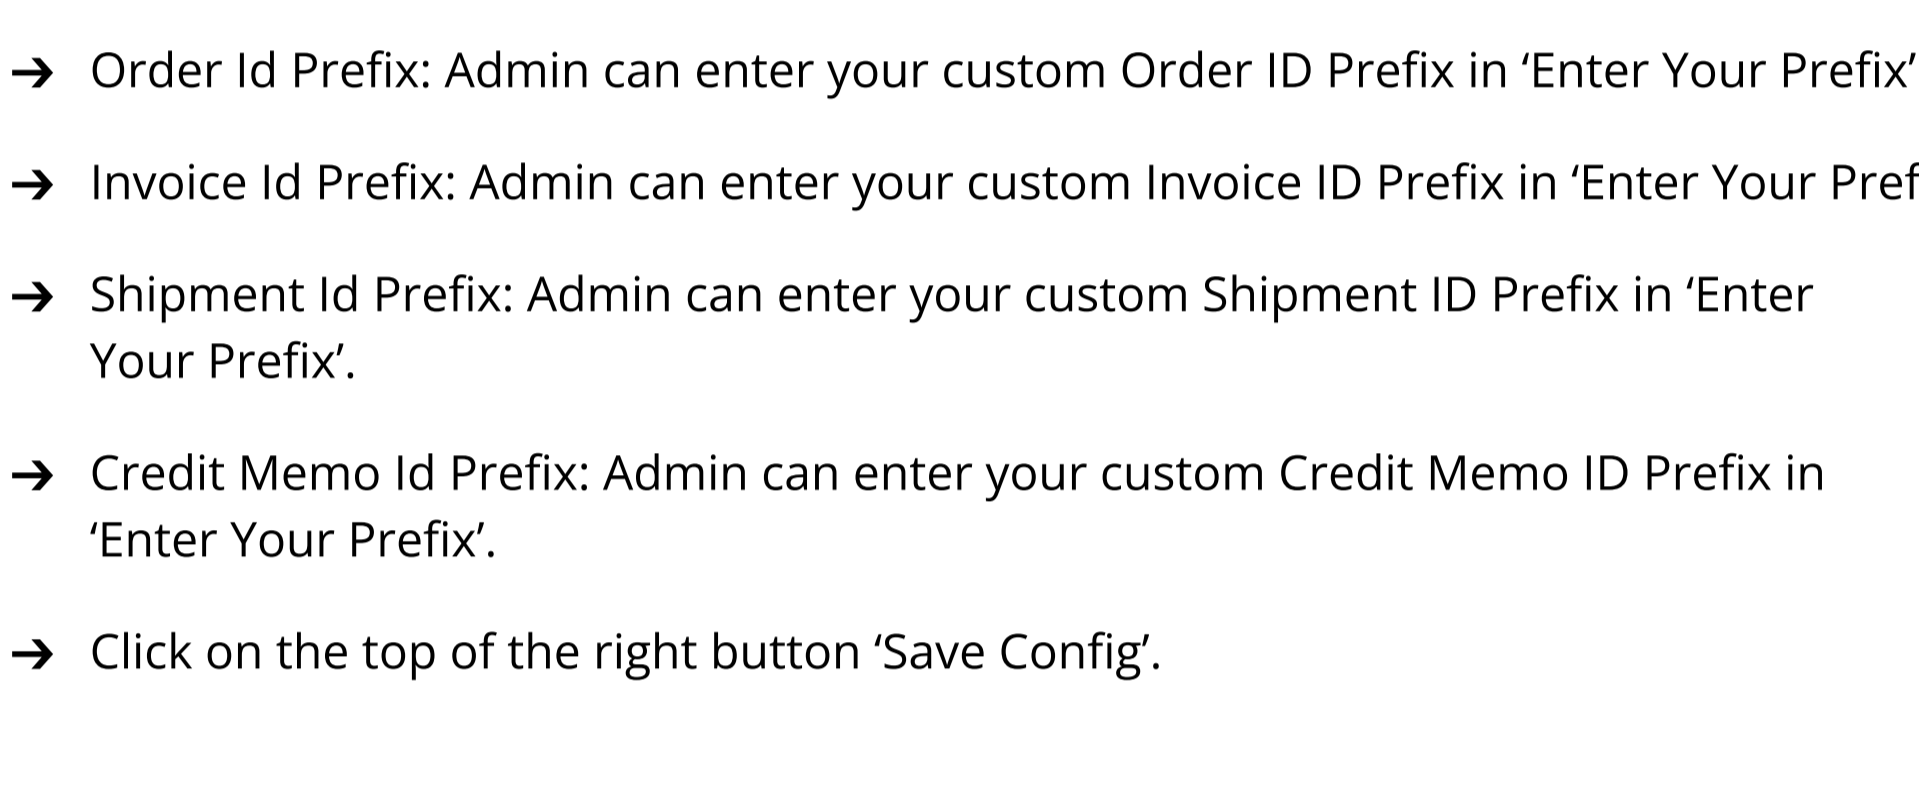 ➔ Order Id Prefix: Admin can enter your custom Order ID Prefix in ‘Enter Your Prefix’
➔ Invoice Id Prefix: Admin can enter your custom Invoice ID Prefix in ‘Enter Your Pref
➔ Shipment Id Prefix: Admin can enter your custom Shipment ID Prefix in ‘Enter
Your Prefix’.
➔ Credit Memo Id Prefix: Admin can enter your custom Credit Memo ID Prefix in
‘Enter Your Prefix’.
➔ Click on the top of the right button ‘Save Config’.